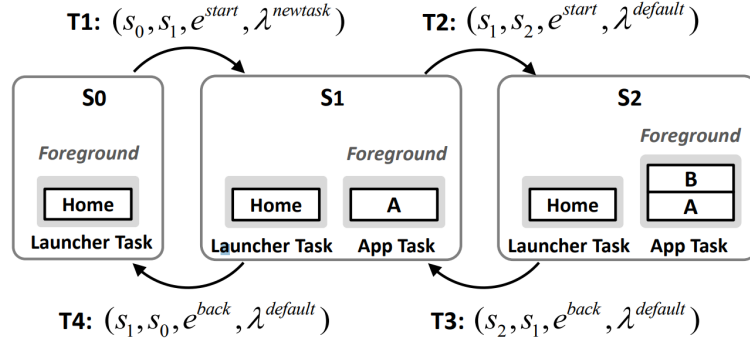 T1: (s₀, s₁, e^start, λ^newtask)
T2: (s₁, s₂, e^start, λ^default)
S0
S1
S2
Foreground
Foreground
Foreground
Home
Home
A
Home
B
A
Launcher Task
Launcher Task
App Task
Launcher Task
App Task
T4: (s₁, s₀, e^back, λ^default)
T3: (s₂, s₁, e^back, λ^default)